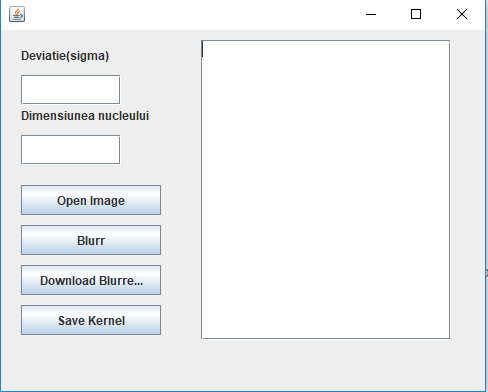 Deviatie(sigma)
Dimensiunea nucleului
Open Image
Blurr
Download Blurre...
Save Kernel